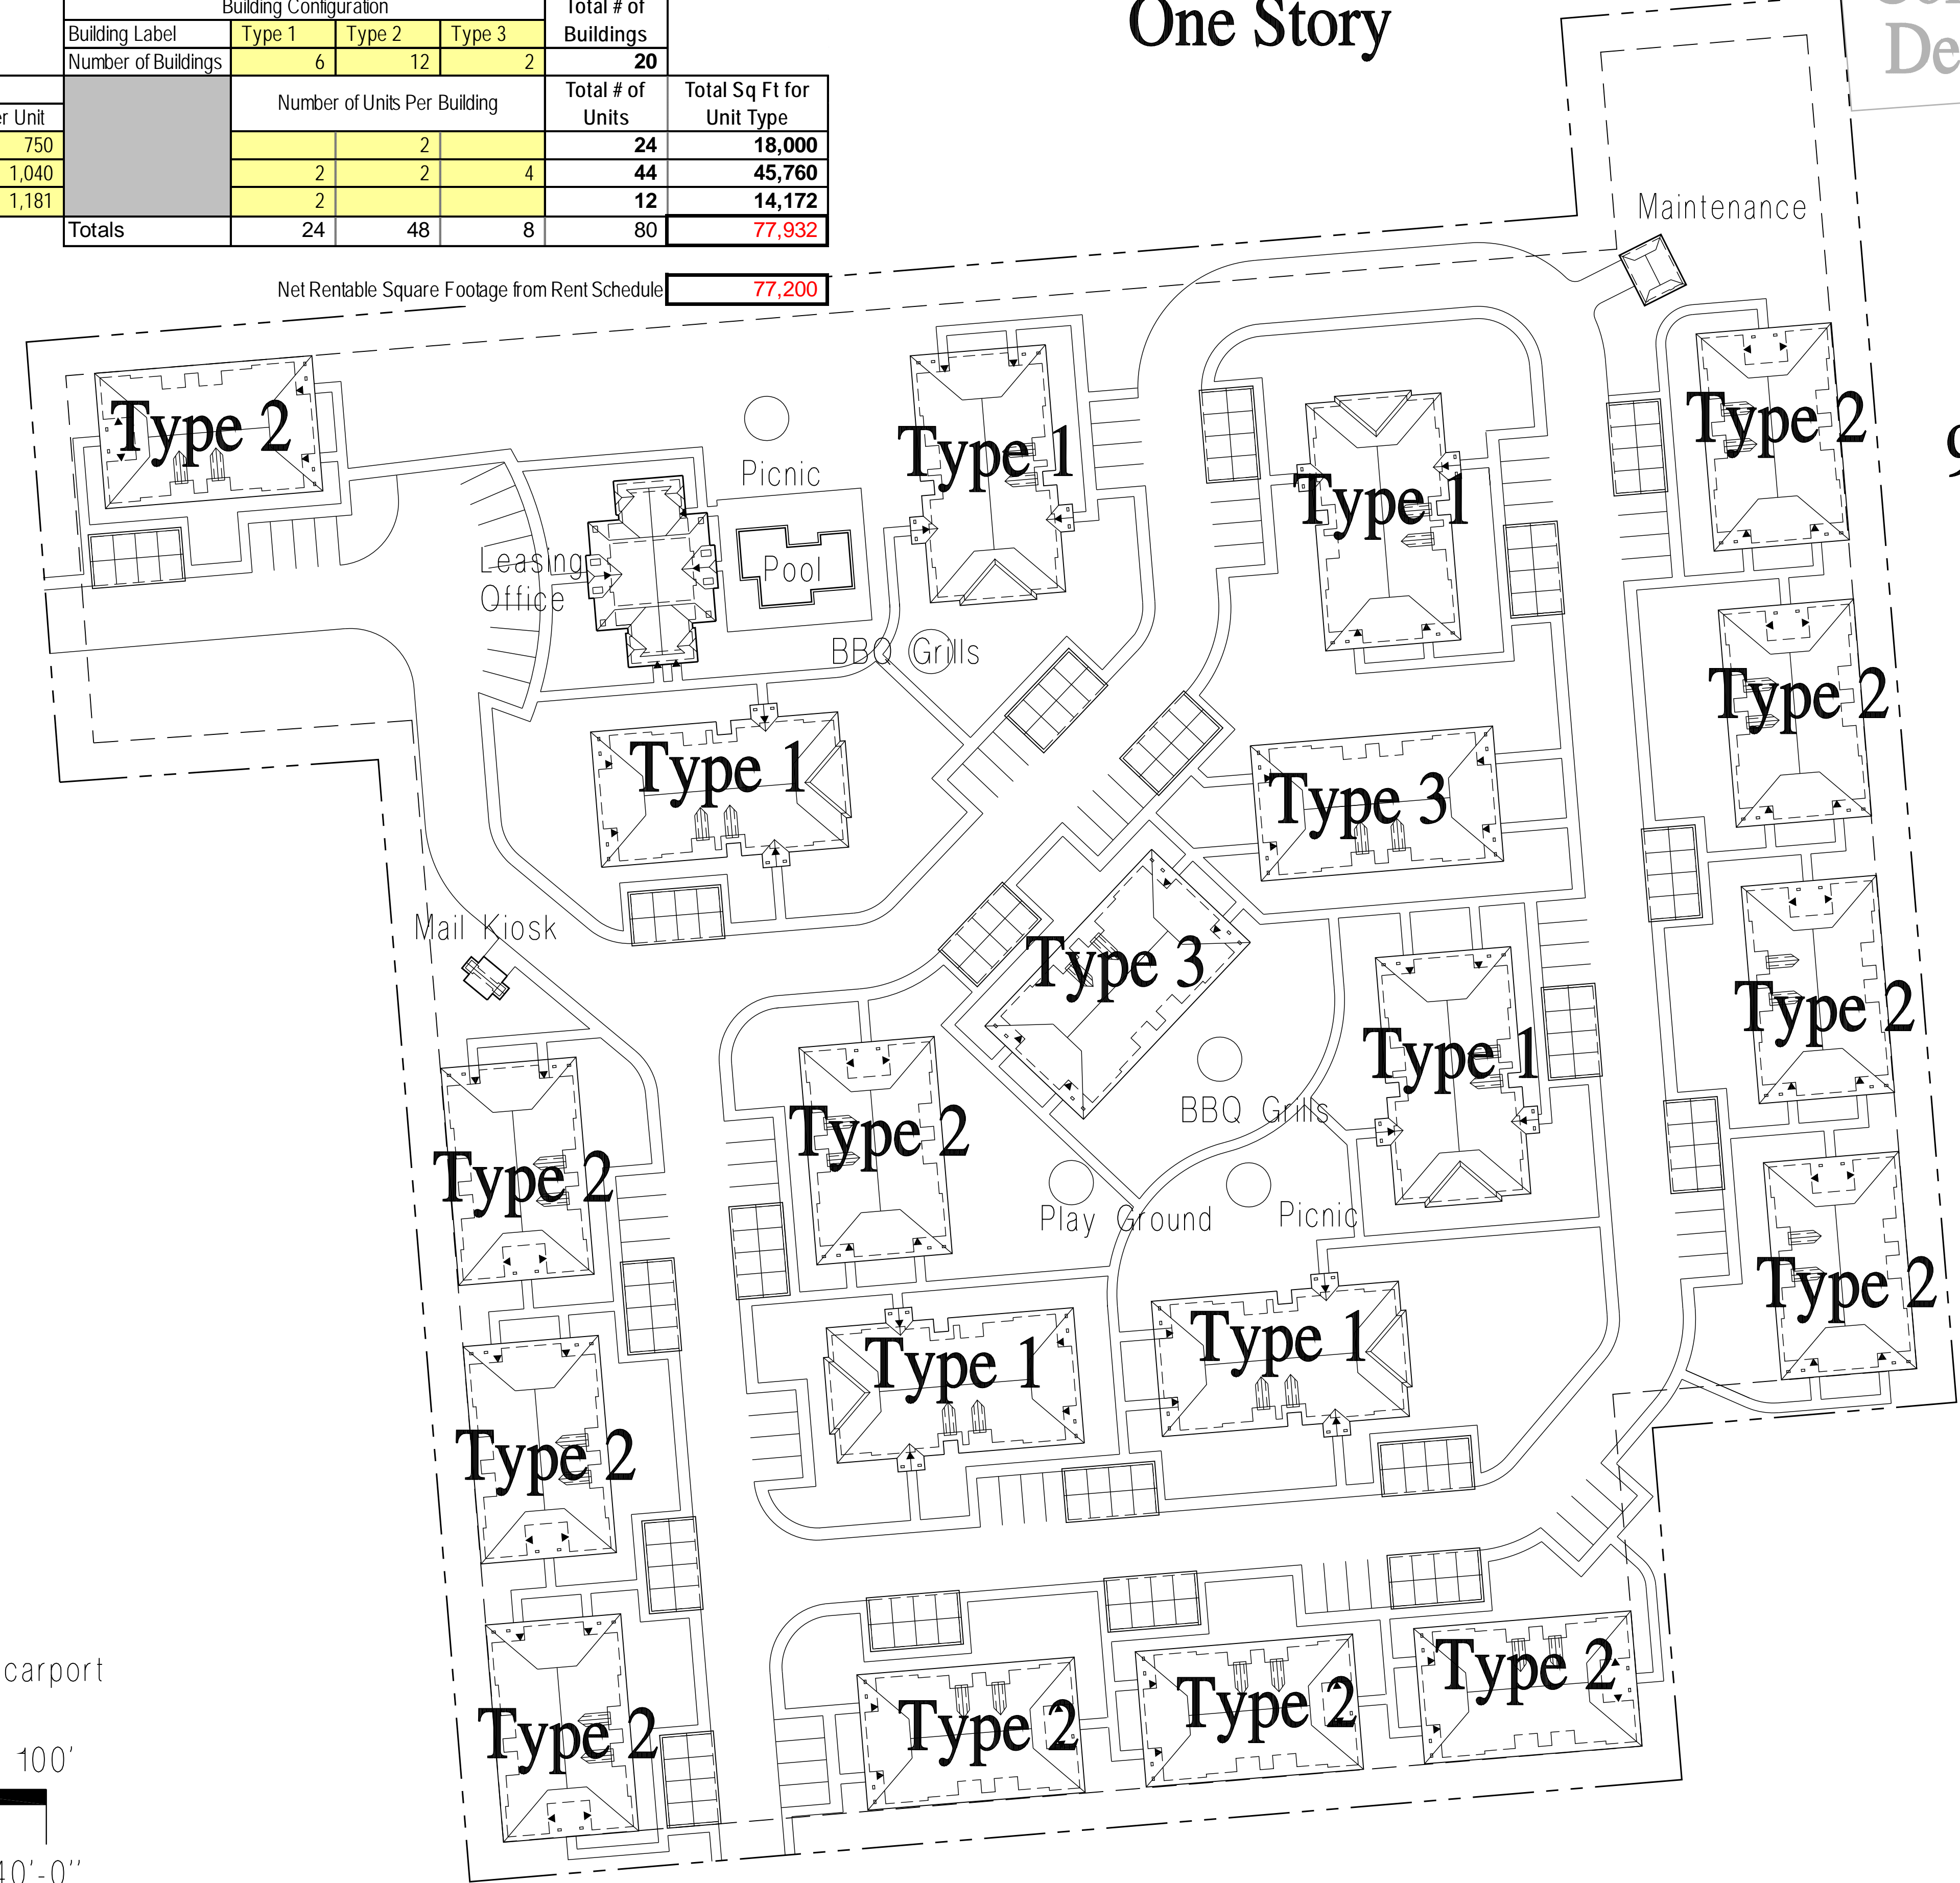 Building Configuration Total # of
Building Label Type 1 Type 2 Type 3 Buildings
Number of Buildings 6 12 2 20
Number of Units Per Building
Total # of Units
Total Sq Ft for Unit Type
er Unit
750 2 24 18,000
1,040 2 2 4 44 45,760
1,181 2 12 14,172
Totals 24 48 8 80 77,932
Net Rentable Square Footage from Rent Schedule 77,200
One Story
De
Maintenance
Type 2
Type 1
Type 1
Type 2
Picnic
Leasing
Office
Pool
BBQ Grills
Type 2
Type 1
Type 3
Mail Kiosk
Type 3
Type 2
Type 1
BBQ Grills
Type 2
Type 2
Play Ground
Picnic
Type 2
Type 1
Type 1
Type 2
Type 2
Type 2
Type 2
Type 2
carport
100'
40'-0"